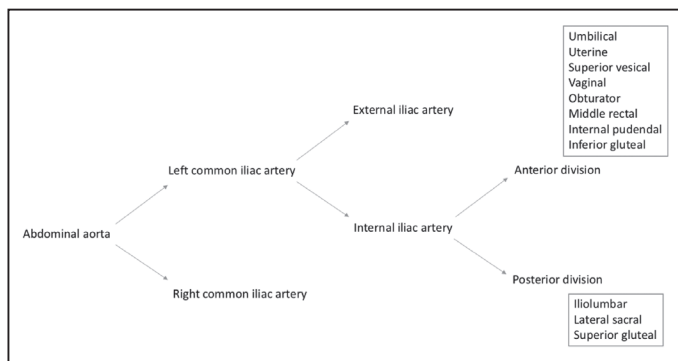 Umbilical
Uterine
Superior vesical
Vaginal
Obturator
Middle rectal
Internal pudendal
Inferior gluteal
External iliac artery
Left common iliac artery
Anterior division
Abdominal aorta
Internal iliac artery
Right common iliac artery
Posterior division
Iliolumbar
Lateral sacral
Superior gluteal